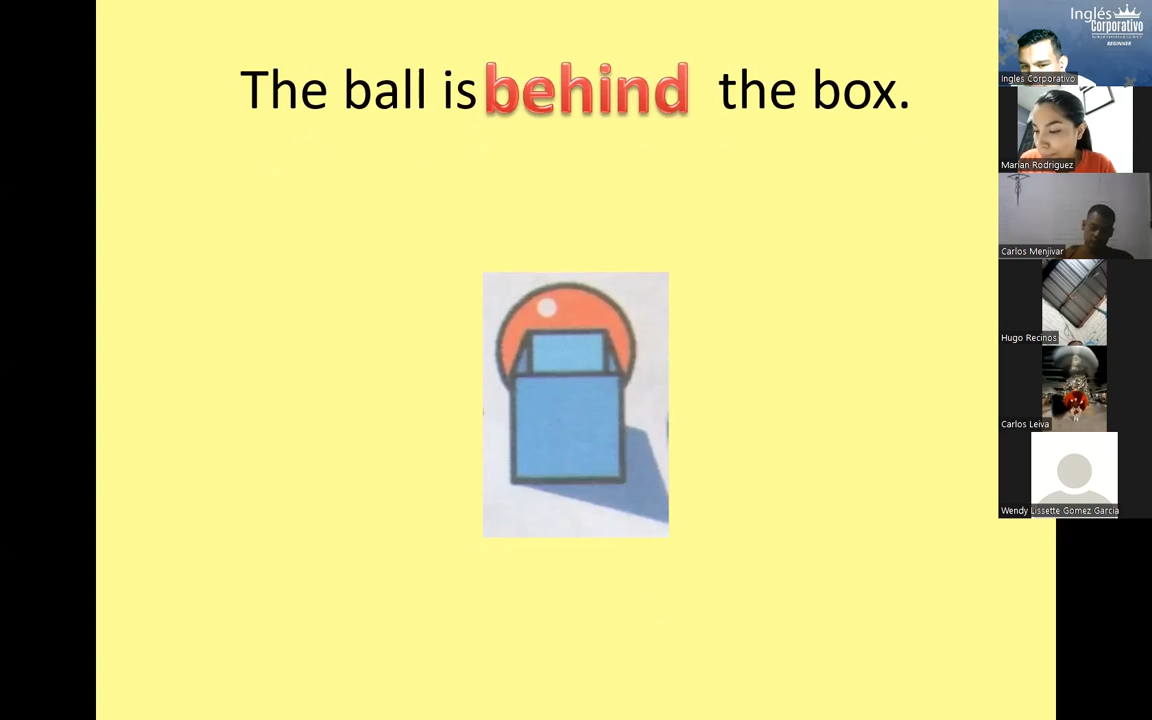 The ball is behind the box.
Inglés
Corporativo
BEGINNER
Ingles Corporativo
Marian Rodriguez
Carlos Menjivar
Hugo Recinos
Carlos Leiva
Wendy Lissette Gomez Garcia